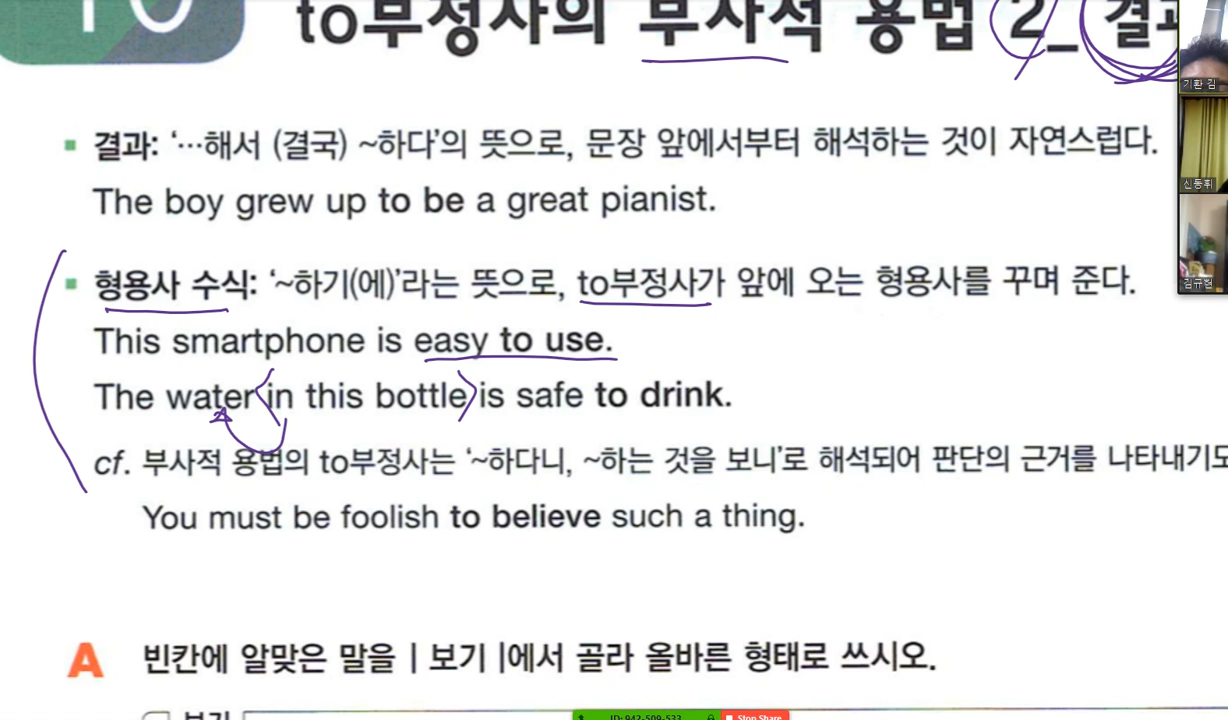 to부정사의 부사적 용법 2_
기환 김
결과: '…해서 (결국) ~하다'의 뜻으로, 문장 앞에서부터 해석하는 것이 자연스럽다.
신동휘
The boy grew up to be a great pianist.
형용사 수식: '~하기(에)'라는 뜻으로, to부정사가 앞에 오는 형용사를 꾸며 준다.
김규현
This smartphone is easy to use.
The water in this bottle is safe to drink.
cf. 부사적 용법의 to부정사는 '~하다니, ~하는 것을 보니'로 해석되어 판단의 근거를 나타내기도
You must be foolish to believe such a thing.
A 빈칸에 알맞은 말을 | 보기 |에서 골라 올바른 형태로 쓰시오.
ID: 942-509-533 Stop Share